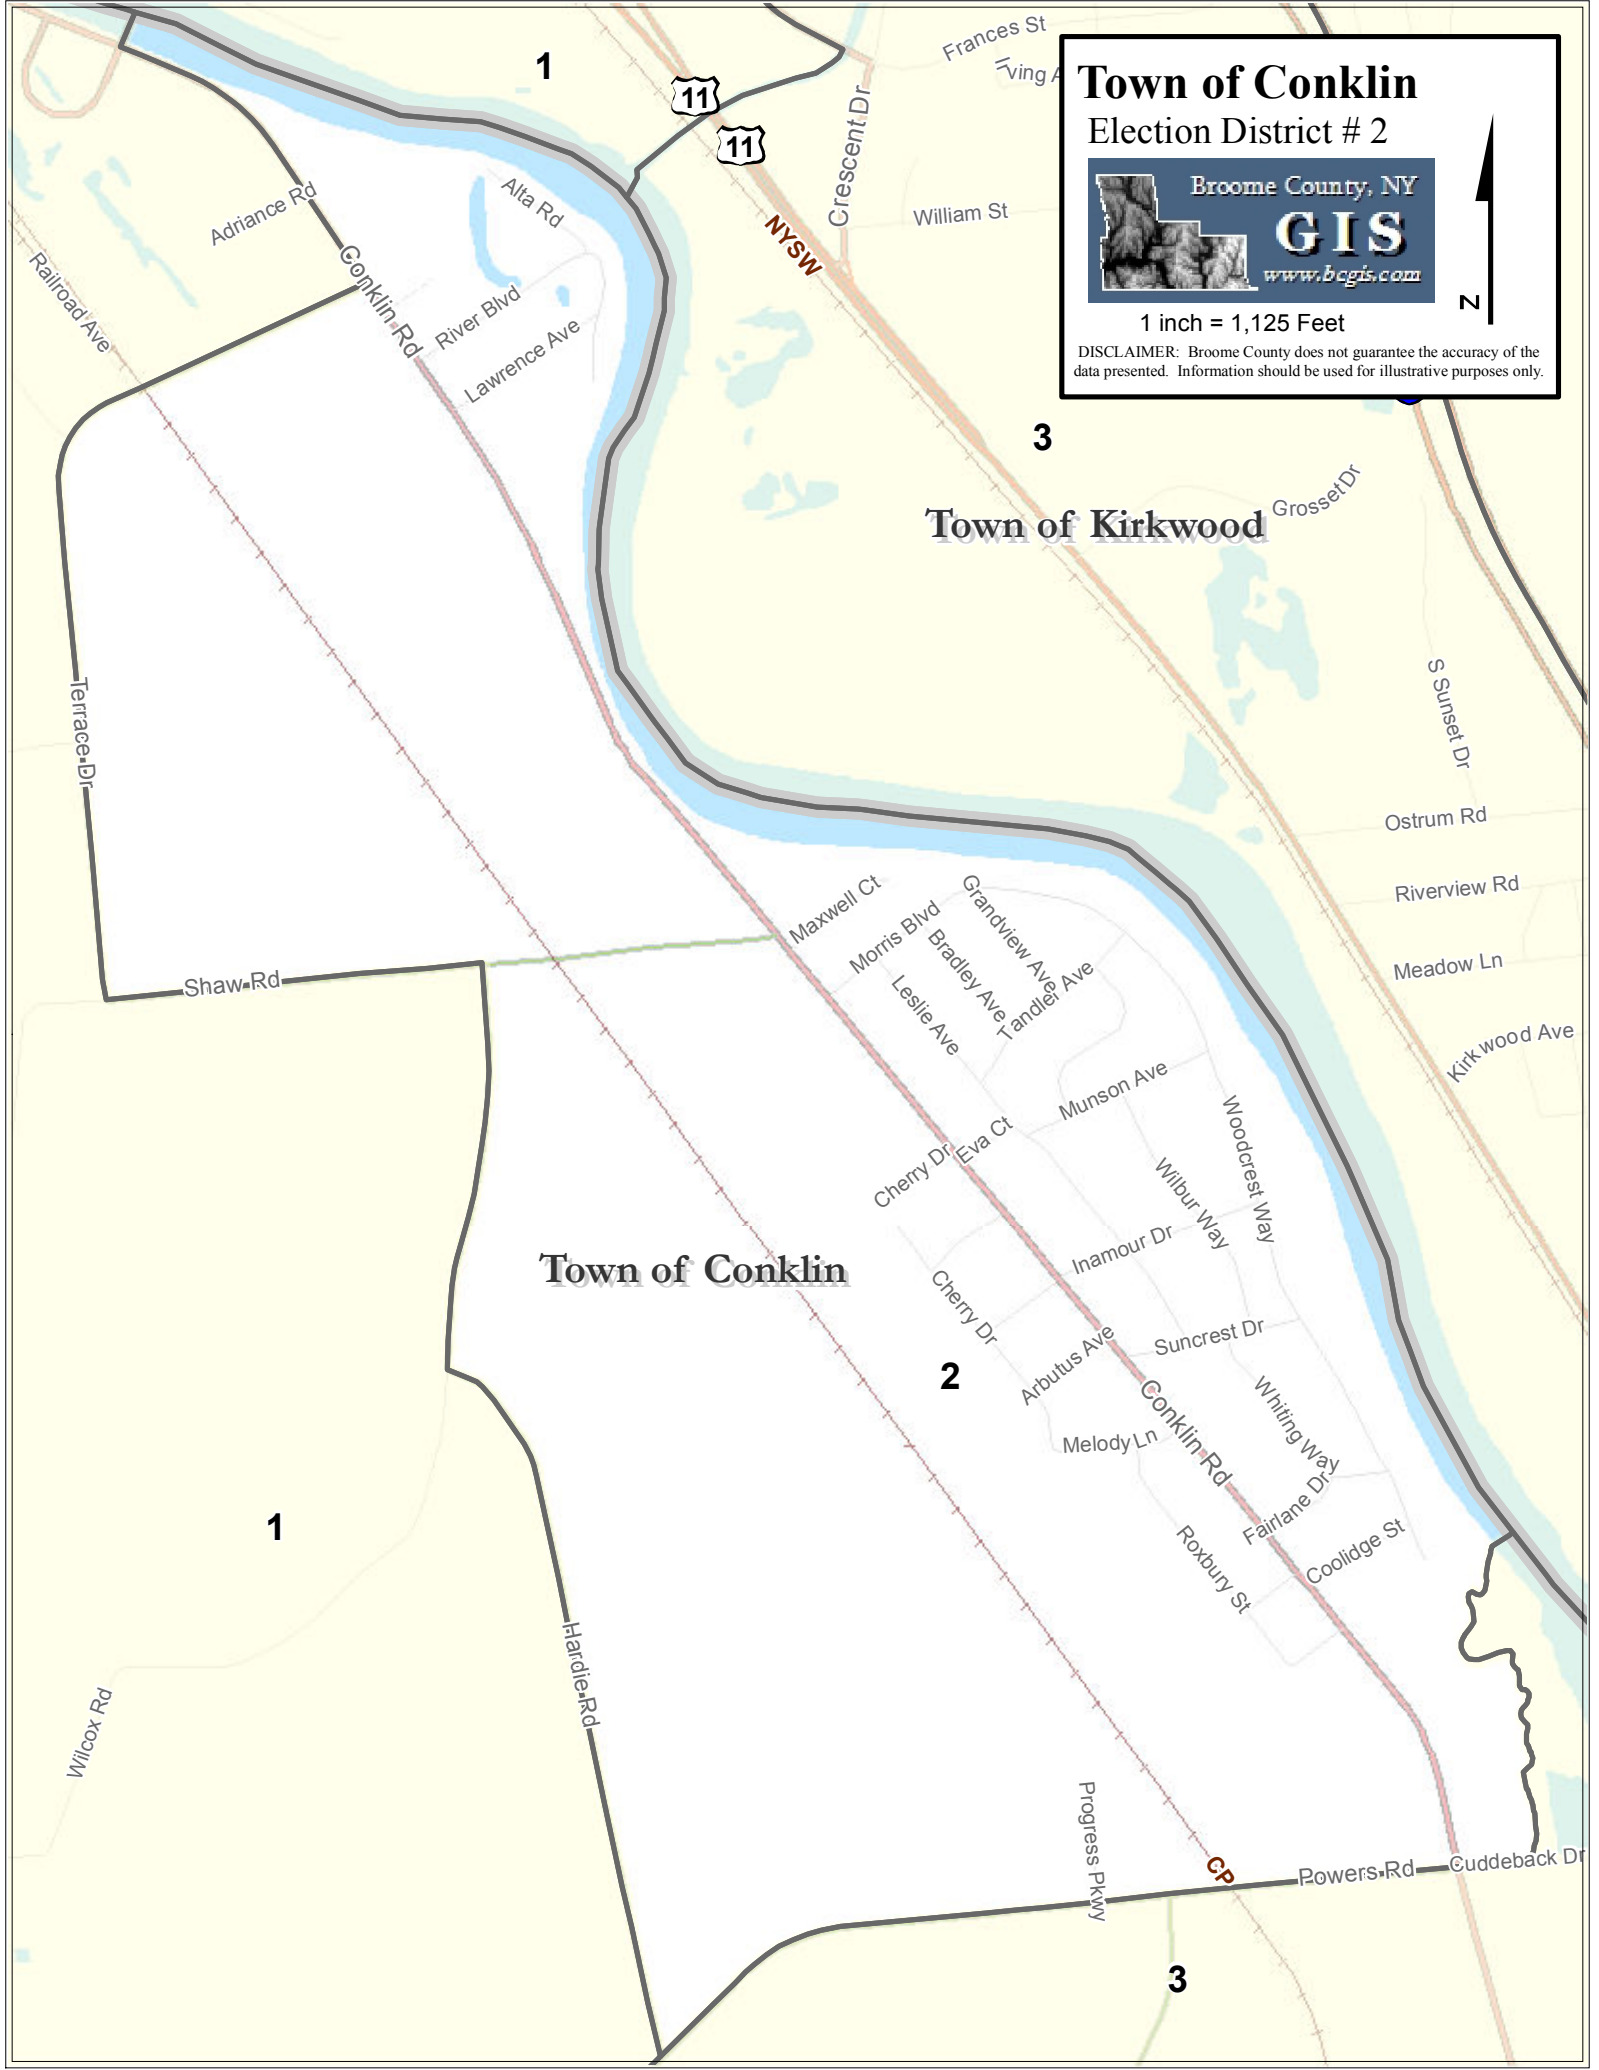 1
11
11
Frances St
Crescent Dr
William St
NYSW
Town of Conklin
Election District # 2
Broome County, NY
GIS
www.bcgis.com
1 inch = 1,125 Feet
N
DISCLAIMER: Broome County does not guarantee the accuracy of the
data presented. Information should be used for illustrative purposes only.
Adriance Rd
Alta Rd
Railroad Ave
Conklin Rd
River Blvd
Lawrence Ave
3
Grosset Dr
Town of Kirkwood
S Sunset Dr
Terrace Dr
Ostrum Rd
Riverview Rd
Meadow Ln
Kirkwood Ave
Maxwell Ct
Morris Blvd
Grandview Ave
Bradley Ave
Leslie Ave
Tandler Ave
Shaw Rd
Munson Ave
Eva Ct
Cherry Dr
Woodcrest Way
Wilbur Way
Inamour Dr
Town of Conklin
Cherry Dr
Suncrest Dr
Arbutus Ave
2
Conklin Rd
Whiting Way
Melody Ln
Fairlane Dr
Coolidge St
Roxbury St
1
Hardie Rd
Wilcox Rd
Progress Pkwy
CP
Powers Rd
Cuddeback Dr
3